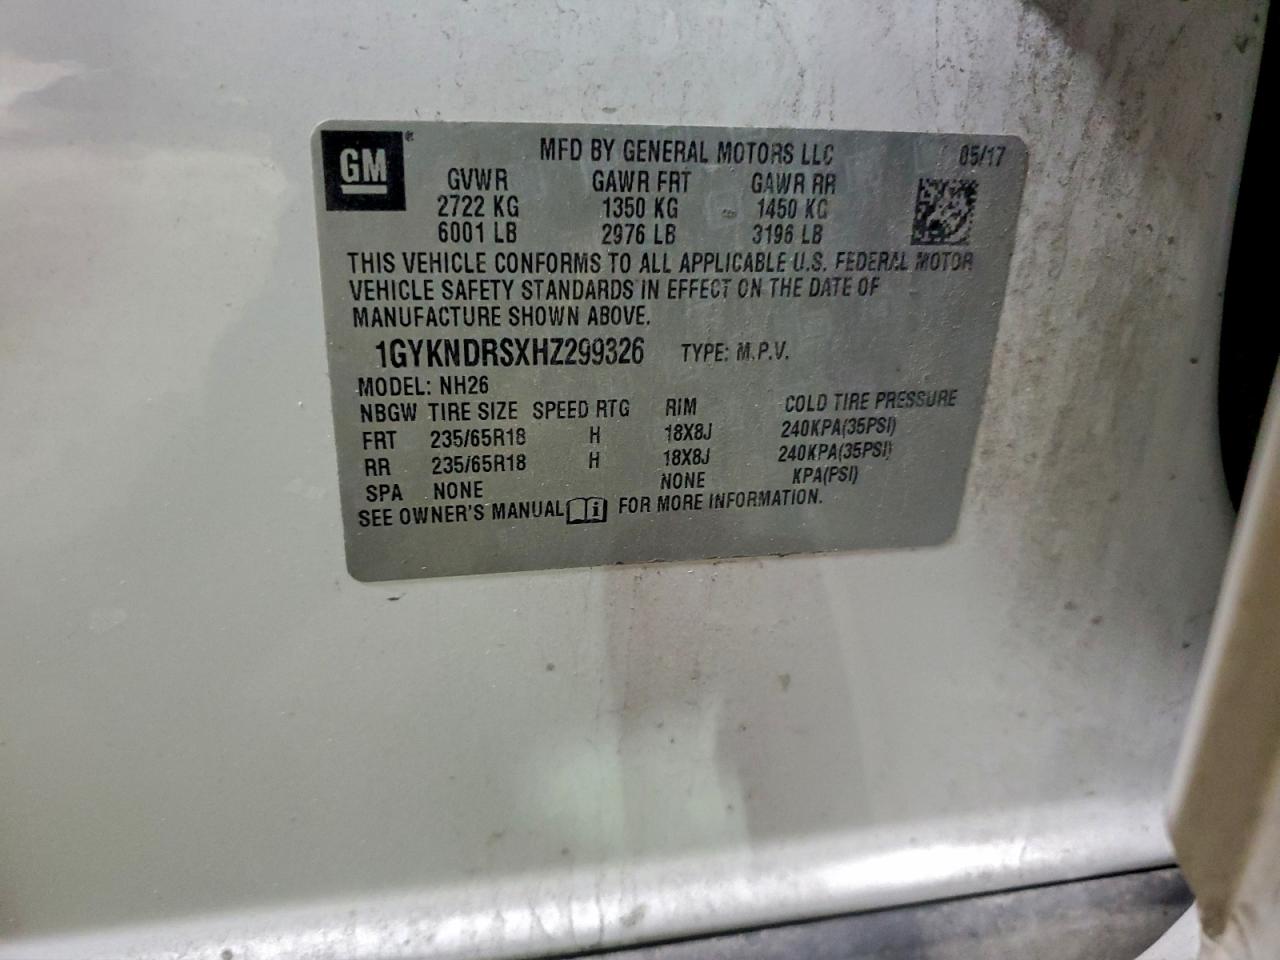 GM®
MFD BY GENERAL MOTORS LLC 05/17
GVWR GAWR FRT GAWR RR
2722 KG 1350 KG 1450 KG
6001 LB 2976 LB 3196 LB
THIS VEHICLE CONFORMS TO ALL APPLICABLE U.S. FEDERAL MOTOR
VEHICLE SAFETY STANDARDS IN EFFECT ON THE DATE OF
MANUFACTURE SHOWN ABOVE.
1GYKNDRSXHZ299326 TYPE: M.P.V.
MODEL: NH26
NBGW TIRE SIZE SPEED RTG RIM COLD TIRE PRESSURE
FRT 235/65R18 H 18X8J 240KPA(35PSI)
RR 235/65R18 H 18X8J 240KPA(35PSI)
SPA NONE NONE KPA(PSI)
SEE OWNER'S MANUAL FOR MORE INFORMATION.